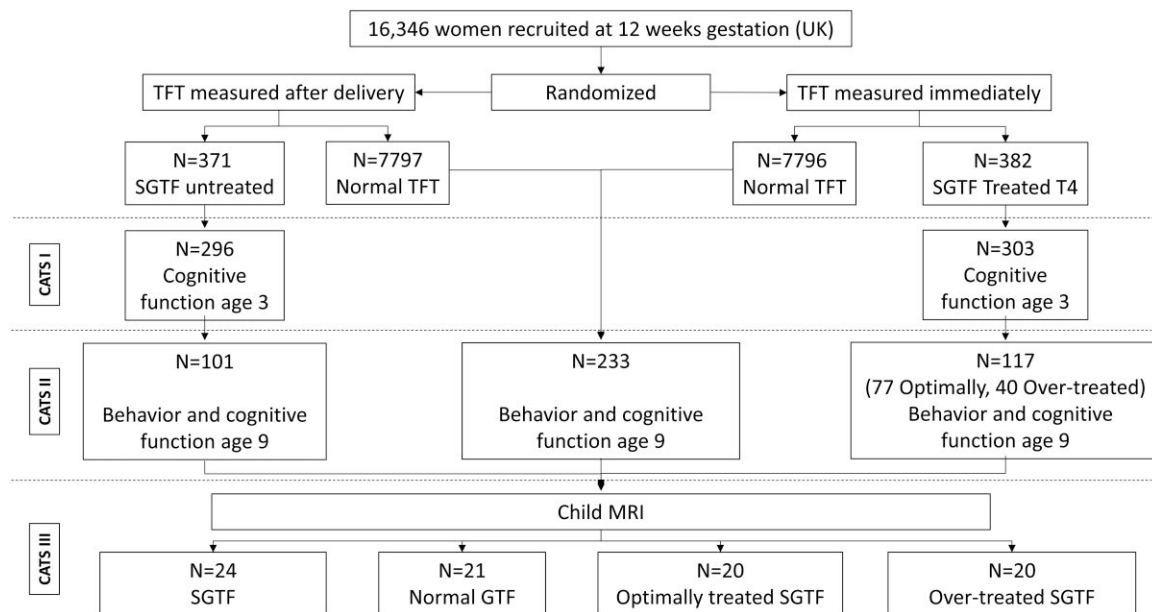 16,346 women recruited at 12 weeks gestation (UK)
TFT measured after delivery
Randomized
TFT measured immediately
N=371
SGTF untreated
N=7797
Normal TFT
N=7796
Normal TFT
N=382
SGTF Treated T4
CATS I
N=296
Cognitive
function age 3
N=303
Cognitive
function age 3
CATS II
N=101
Behavior and cognitive
function age 9
N=233
Behavior and cognitive
function age 9
N=117
(77 Optimally, 40 Over-treated)
Behavior and cognitive
function age 9
CATS III
Child MRI
N=24
SGTF
N=21
Normal GTF
N=20
Optimally treated SGTF
N=20
Over-treated SGTF